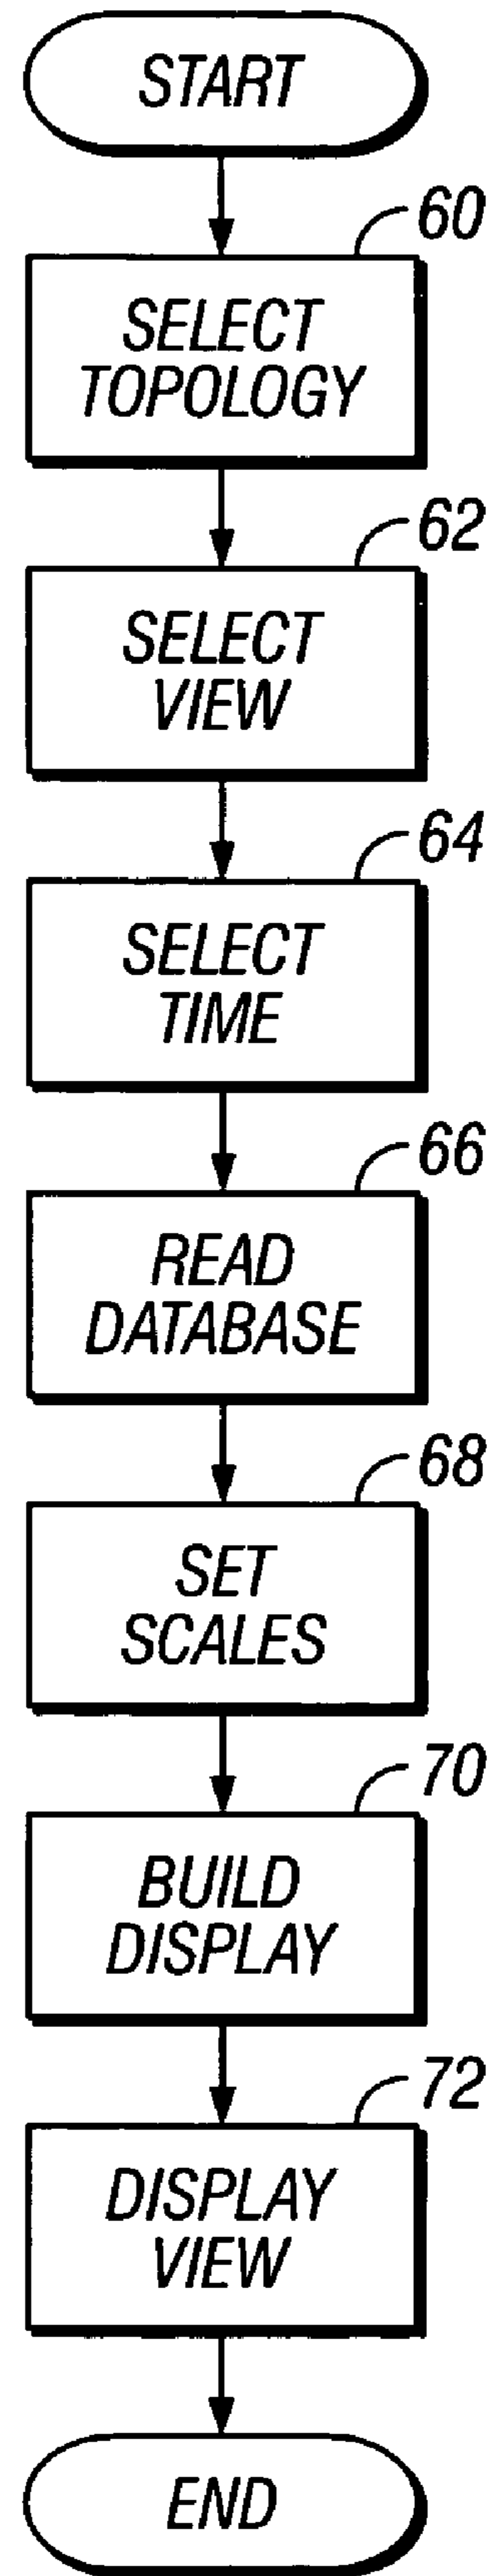 START
60
SELECT
TOPOLOGY
62
SELECT
VIEW
64
SELECT
TIME
66
READ
DATABASE
68
SET
SCALES
70
BUILD
DISPLAY
72
DISPLAY
VIEW
END